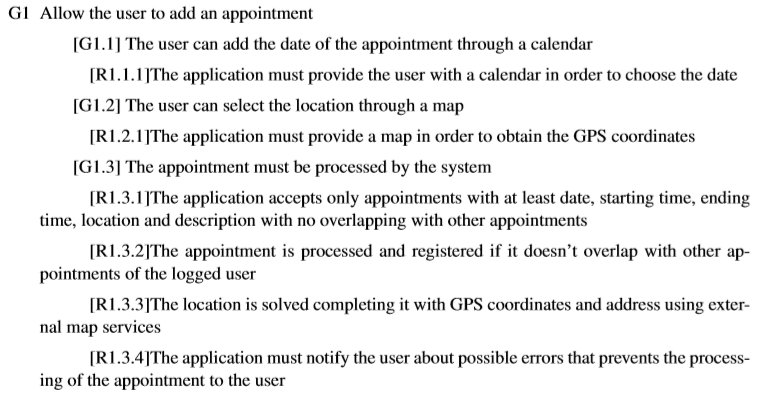 G1 Allow the user to add an appointment
[G1.1] The user can add the date of the appointment through a calendar
[R1.1.1]The application must provide the user with a calendar in order to choose the date
[G1.2] The user can select the location through a map
[R1.2.1]The application must provide a map in order to obtain the GPS coordinates
[G1.3] The appointment must be processed by the system
[R1.3.1]The application accepts only appointments with at least date, starting time, ending
time, location and description with no overlapping with other appointments
[R1.3.2]The appointment is processed and registered if it doesn't overlap with other ap-
pointments of the logged user
[R1.3.3]The location is solved completing it with GPS coordinates and address using exter-
nal map services
[R1.3.4]The application must notify the user about possible errors that prevents the process-
ing of the appointment to the user